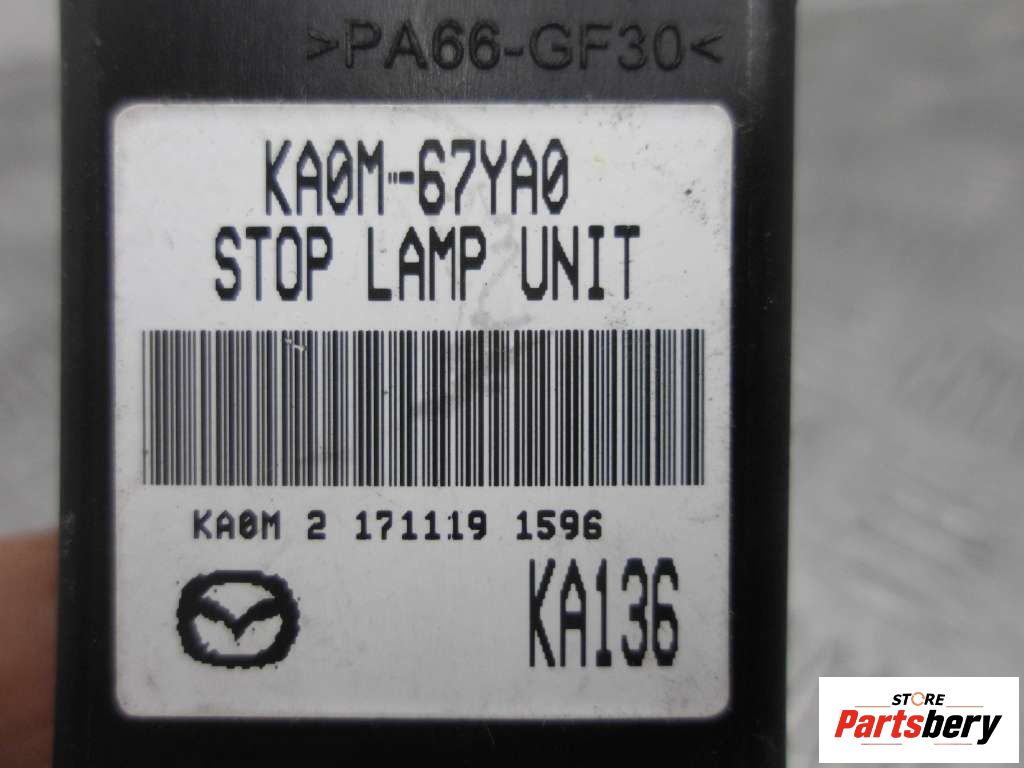 >PA66-GF30<
KA0M-67YA0
STOP LAMP UNIT
KA0M 2 171119 1596
KA136
STORE
Partsbery